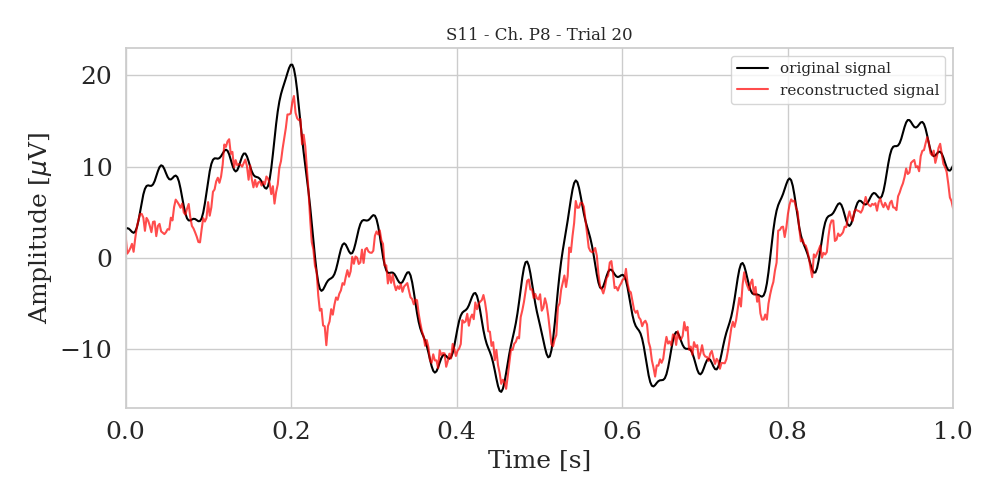 S11 - Ch. P8 - Trial 20
original signal
reconstructed signal
Amplitude [μV]
20
10
0
−10
0.0 0.2 0.4 0.6 0.8 1.0
Time [s]